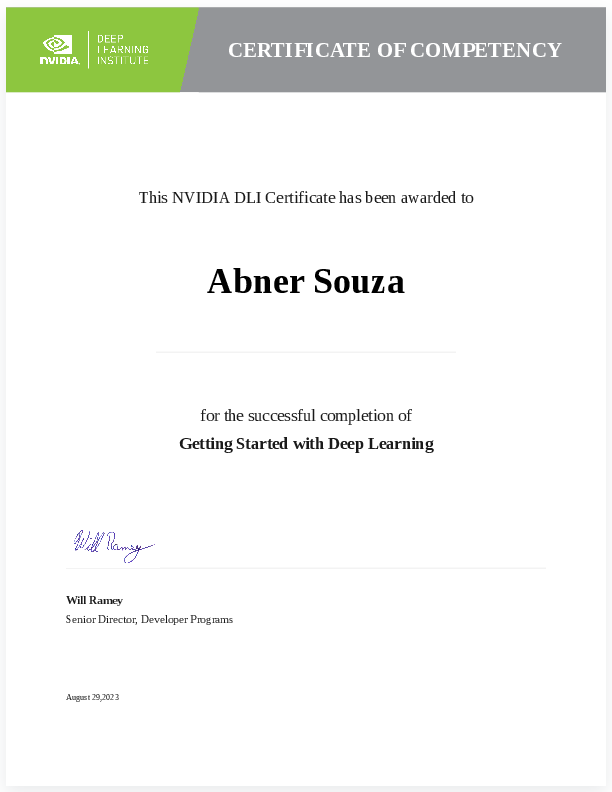 NVIDIA.
DEEP
LEARNING
INSTITUTE
CERTIFICATE OF COMPETENCY
This NVIDIA DLI Certificate has been awarded to
Abner Souza
for the successful completion of
Getting Started with Deep Learning
Will Ramey
Will Ramey
Senior Director, Developer Programs
August 29,2023